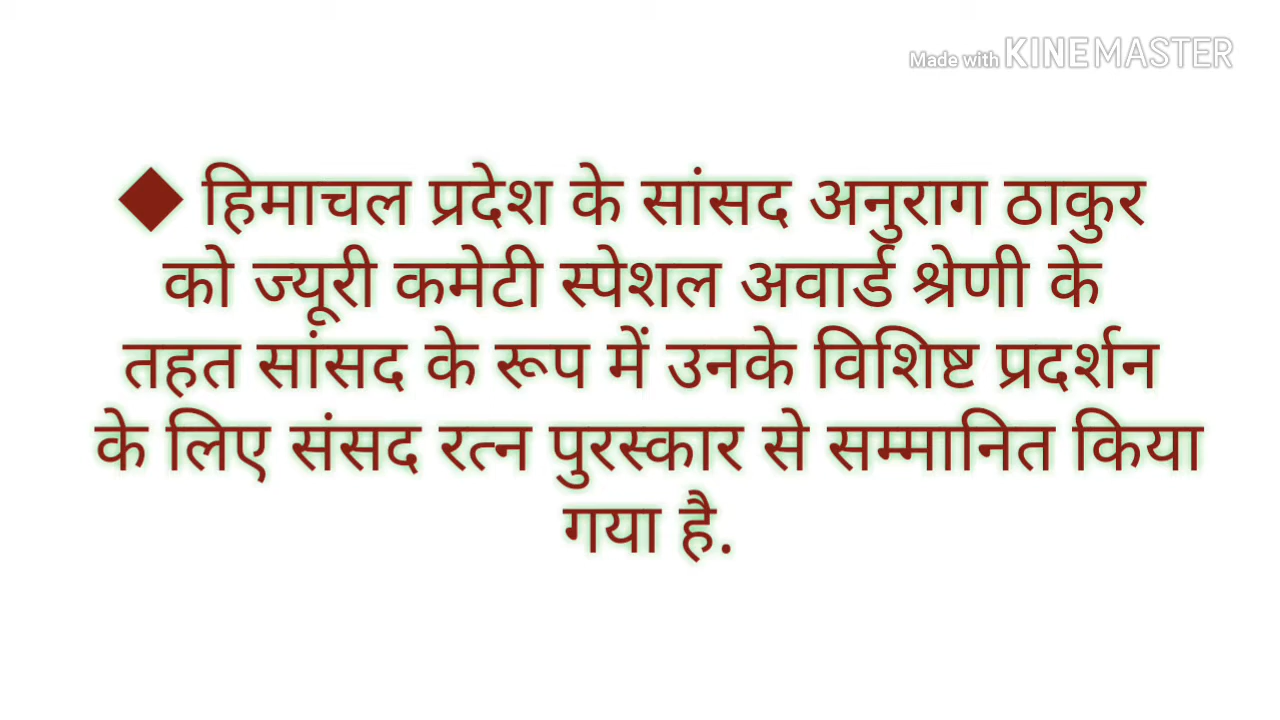 Made with KINEMASTER
◆ हिमाचल प्रदेश के सांसद अनुराग ठाकुर
को ज्यूरी कमेटी स्पेशल अवार्ड श्रेणी के
तहत सांसद के रूप में उनके विशिष्ट प्रदर्शन
के लिए संसद रत्न पुरस्कार से सम्मानित किया
गया है.